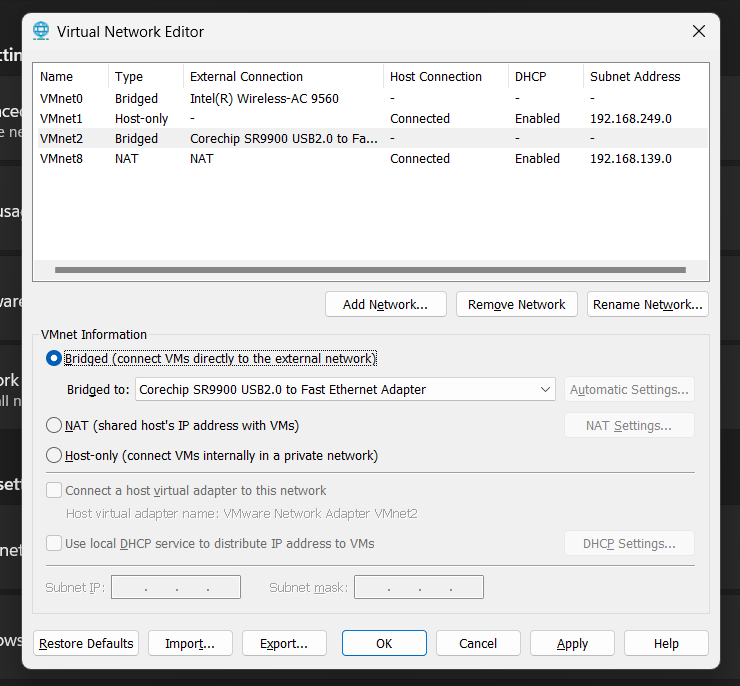 Virtual Network Editor
Name Type External Connection Host Connection DHCP Subnet Address
VMnet0 Bridged Intel(R) Wireless-AC 9560 - - -
VMnet1 Host-only - Connected Enabled 192.168.249.0
VMnet2 Bridged Corechip SR9900 USB2.0 to Fa... - - -
VMnet8 NAT NAT Connected Enabled 192.168.139.0
Add Network... Remove Network Rename Network...
VMnet Information
Bridged (connect VMs directly to the external network)
Bridged to: Corechip SR9900 USB2.0 to Fast Ethernet Adapter Automatic Settings...
NAT (shared host's IP address with VMs) NAT Settings...
Host-only (connect VMs internally in a private network)
Connect a host virtual adapter to this network
Host virtual adapter name: VMware Network Adapter VMnet2
Use local DHCP service to distribute IP address to VMs DHCP Settings...
Subnet IP: . . . Subnet mask: . . .
Restore Defaults Import... Export... OK Cancel Apply Help